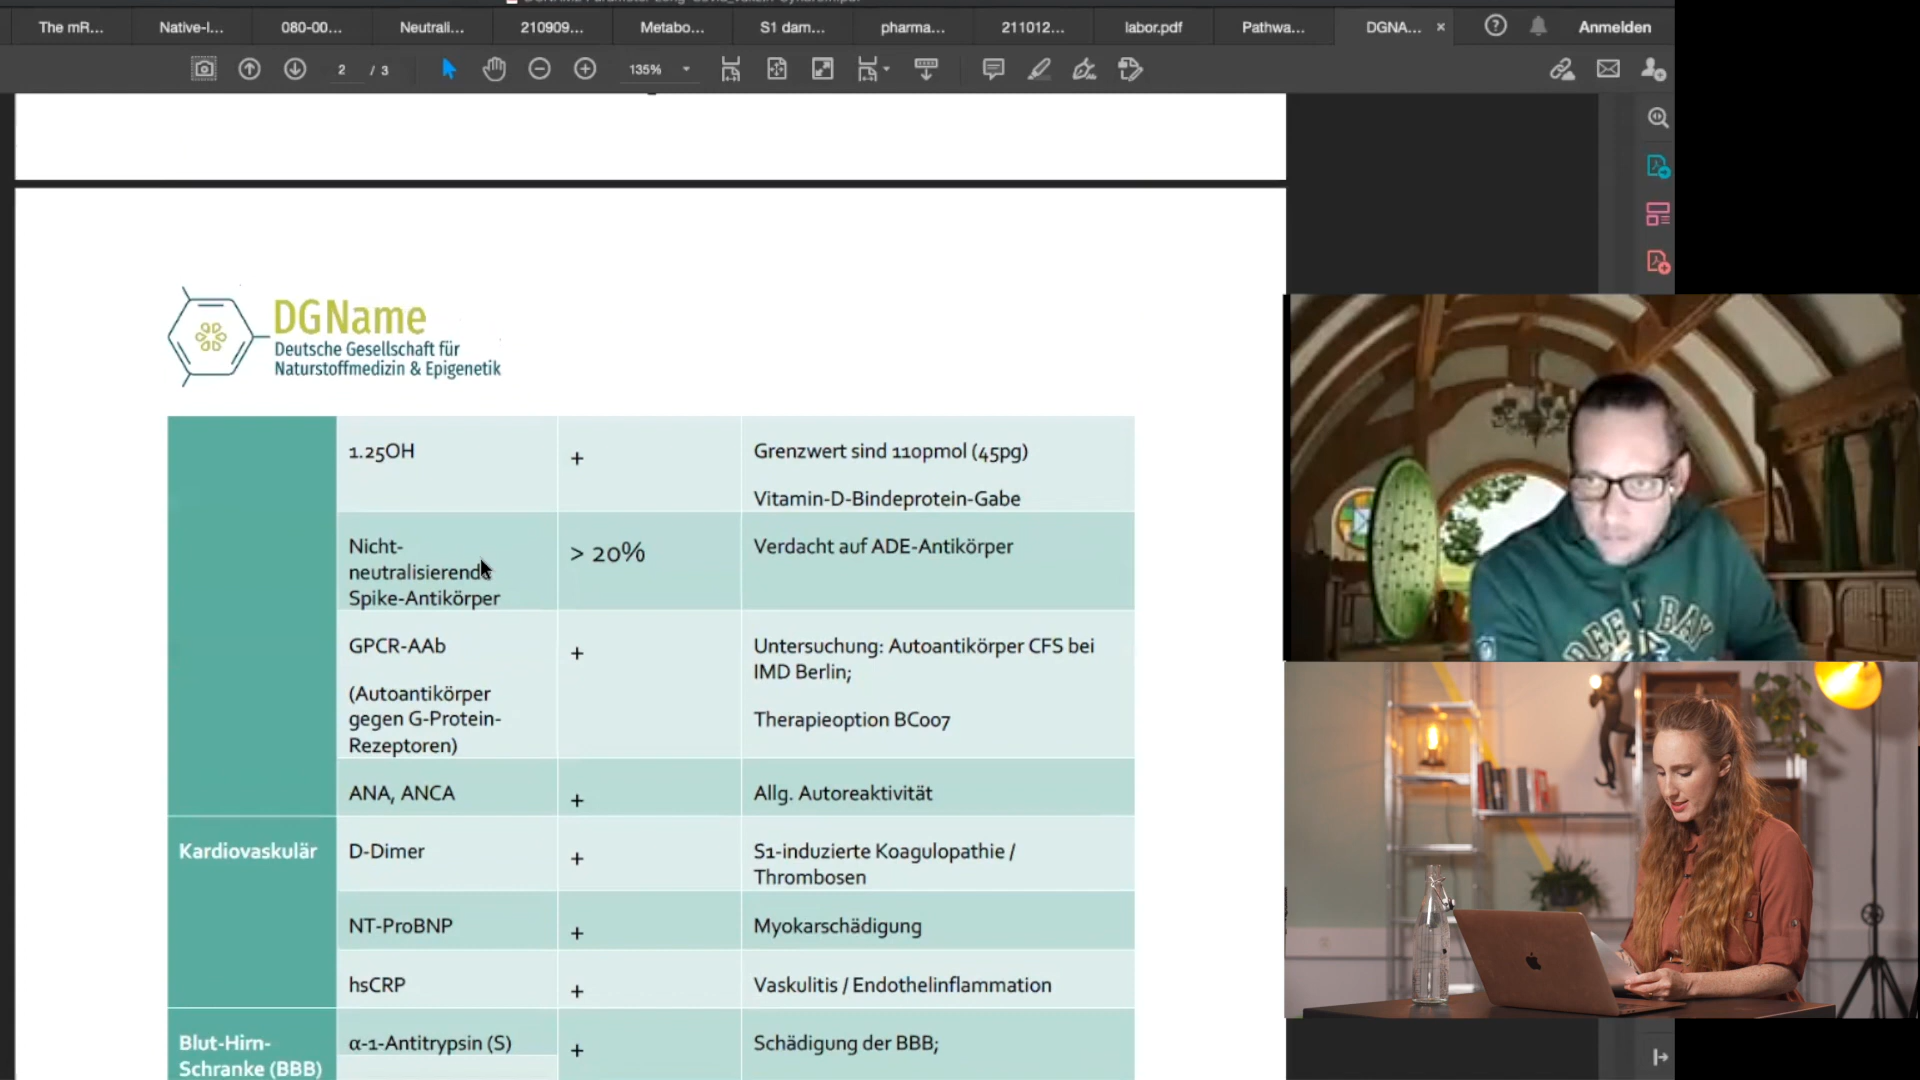 The mR...
Native-I...
080-00...
Neutrali...
210909...
Metabo...
S1 dam...
pharma...
211012...
labor.pdf
Pathwa...
DGNA...
Anmelden
2
/ 3
135%
DGName
Deutsche Gesellschaft für
Naturstoffmedizin & Epigenetik
1.25OH
+
Grenzwert sind 110pmol (45pg)
Vitamin-D-Bindeprotein-Gabe
Nicht-
neutralisierende
Spike-Antikörper
> 20%
Verdacht auf ADE-Antikörper
GPCR-AAb
(Autoantikörper
gegen G-Protein-
Rezeptoren)
+
Untersuchung: Autoantikörper CFS bei
IMD Berlin;
Therapieoption BC007
ANA, ANCA
+
Allg. Autoreaktivität
Kardiovaskulär
D-Dimer
+
S1-induzierte Koagulopathie /
Thrombosen
NT-ProBNP
+
Myokarschädigung
hsCRP
+
Vaskulitis / Endothelinflammation
Blut-Hirn-
Schranke (BBB)
α-1-Antitrypsin (S)
+
Schädigung der BBB;